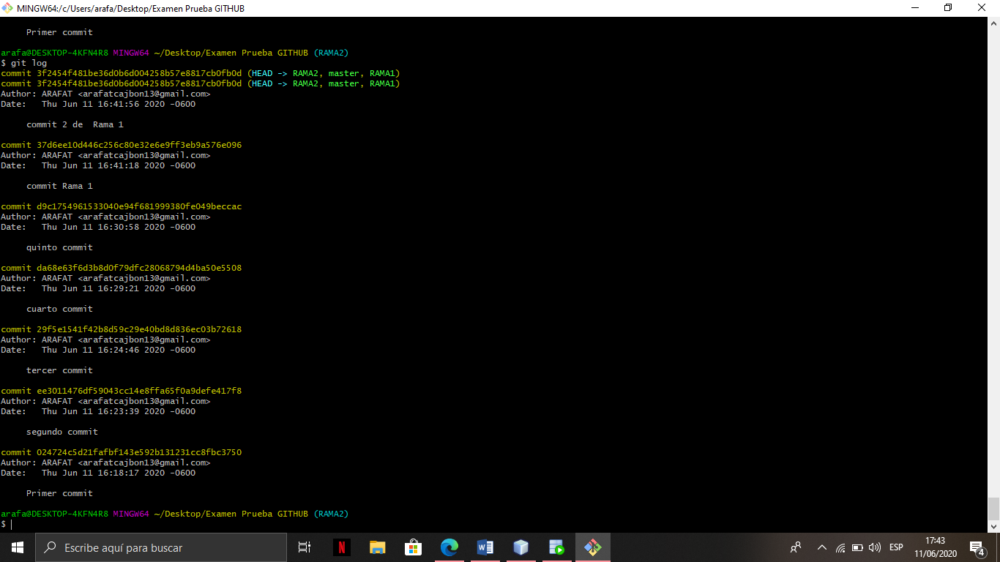 MINGW64:/c/Users/arafa/Desktop/Examen Prueba GITHUB
Primer commit
arafa@DESKTOP-4KFN4R8 MINGW64 ~/Desktop/Examen Prueba GITHUB (RAMA2)
$ git log
commit 3f2454f481be36d0b6d004258b57e8817cb0fb0d (HEAD -> RAMA2, master, RAMA1)
commit 3f2454f481be36d0b6d004258b57e8817cb0fb0d (HEAD -> RAMA2, master, RAMA1)
Author: ARAFAT <arafatcajbon13@gmail.com>
Date:   Thu Jun 11 16:41:56 2020 -0600
commit 2 de  Rama 1
commit 37d6ee10d446c256c80e32e6e9ff3eb9a576e096
Author: ARAFAT <arafatcajbon13@gmail.com>
Date:   Thu Jun 11 16:41:18 2020 -0600
commit Rama 1
commit d9c1754961533040e94f681999380fe049beccac
Author: ARAFAT <arafatcajbon13@gmail.com>
Date:   Thu Jun 11 16:30:58 2020 -0600
quinto commit
commit da68e63f6d3b8d0f79dfc28068794d4ba50e5508
Author: ARAFAT <arafatcajbon13@gmail.com>
Date:   Thu Jun 11 16:29:21 2020 -0600
cuarto commit
commit 29f5e1541f42b8d59c29e40bd8d836ec03b72618
Author: ARAFAT <arafatcajbon13@gmail.com>
Date:   Thu Jun 11 16:24:46 2020 -0600
tercer commit
commit ee3011476df59043cc14e8ffa65f0a9defe417f8
Author: ARAFAT <arafatcajbon13@gmail.com>
Date:   Thu Jun 11 16:23:39 2020 -0600
segundo commit
commit 024724c5d21fafbf143e592b131231cc8fbc3750
Author: ARAFAT <arafatcajbon13@gmail.com>
Date:   Thu Jun 11 16:18:17 2020 -0600
Primer commit
arafa@DESKTOP-4KFN4R8 MINGW64 ~/Desktop/Examen Prueba GITHUB (RAMA2)
$
Escribe aquí para buscar
N
W
ESP
17:43
11/06/2020
4